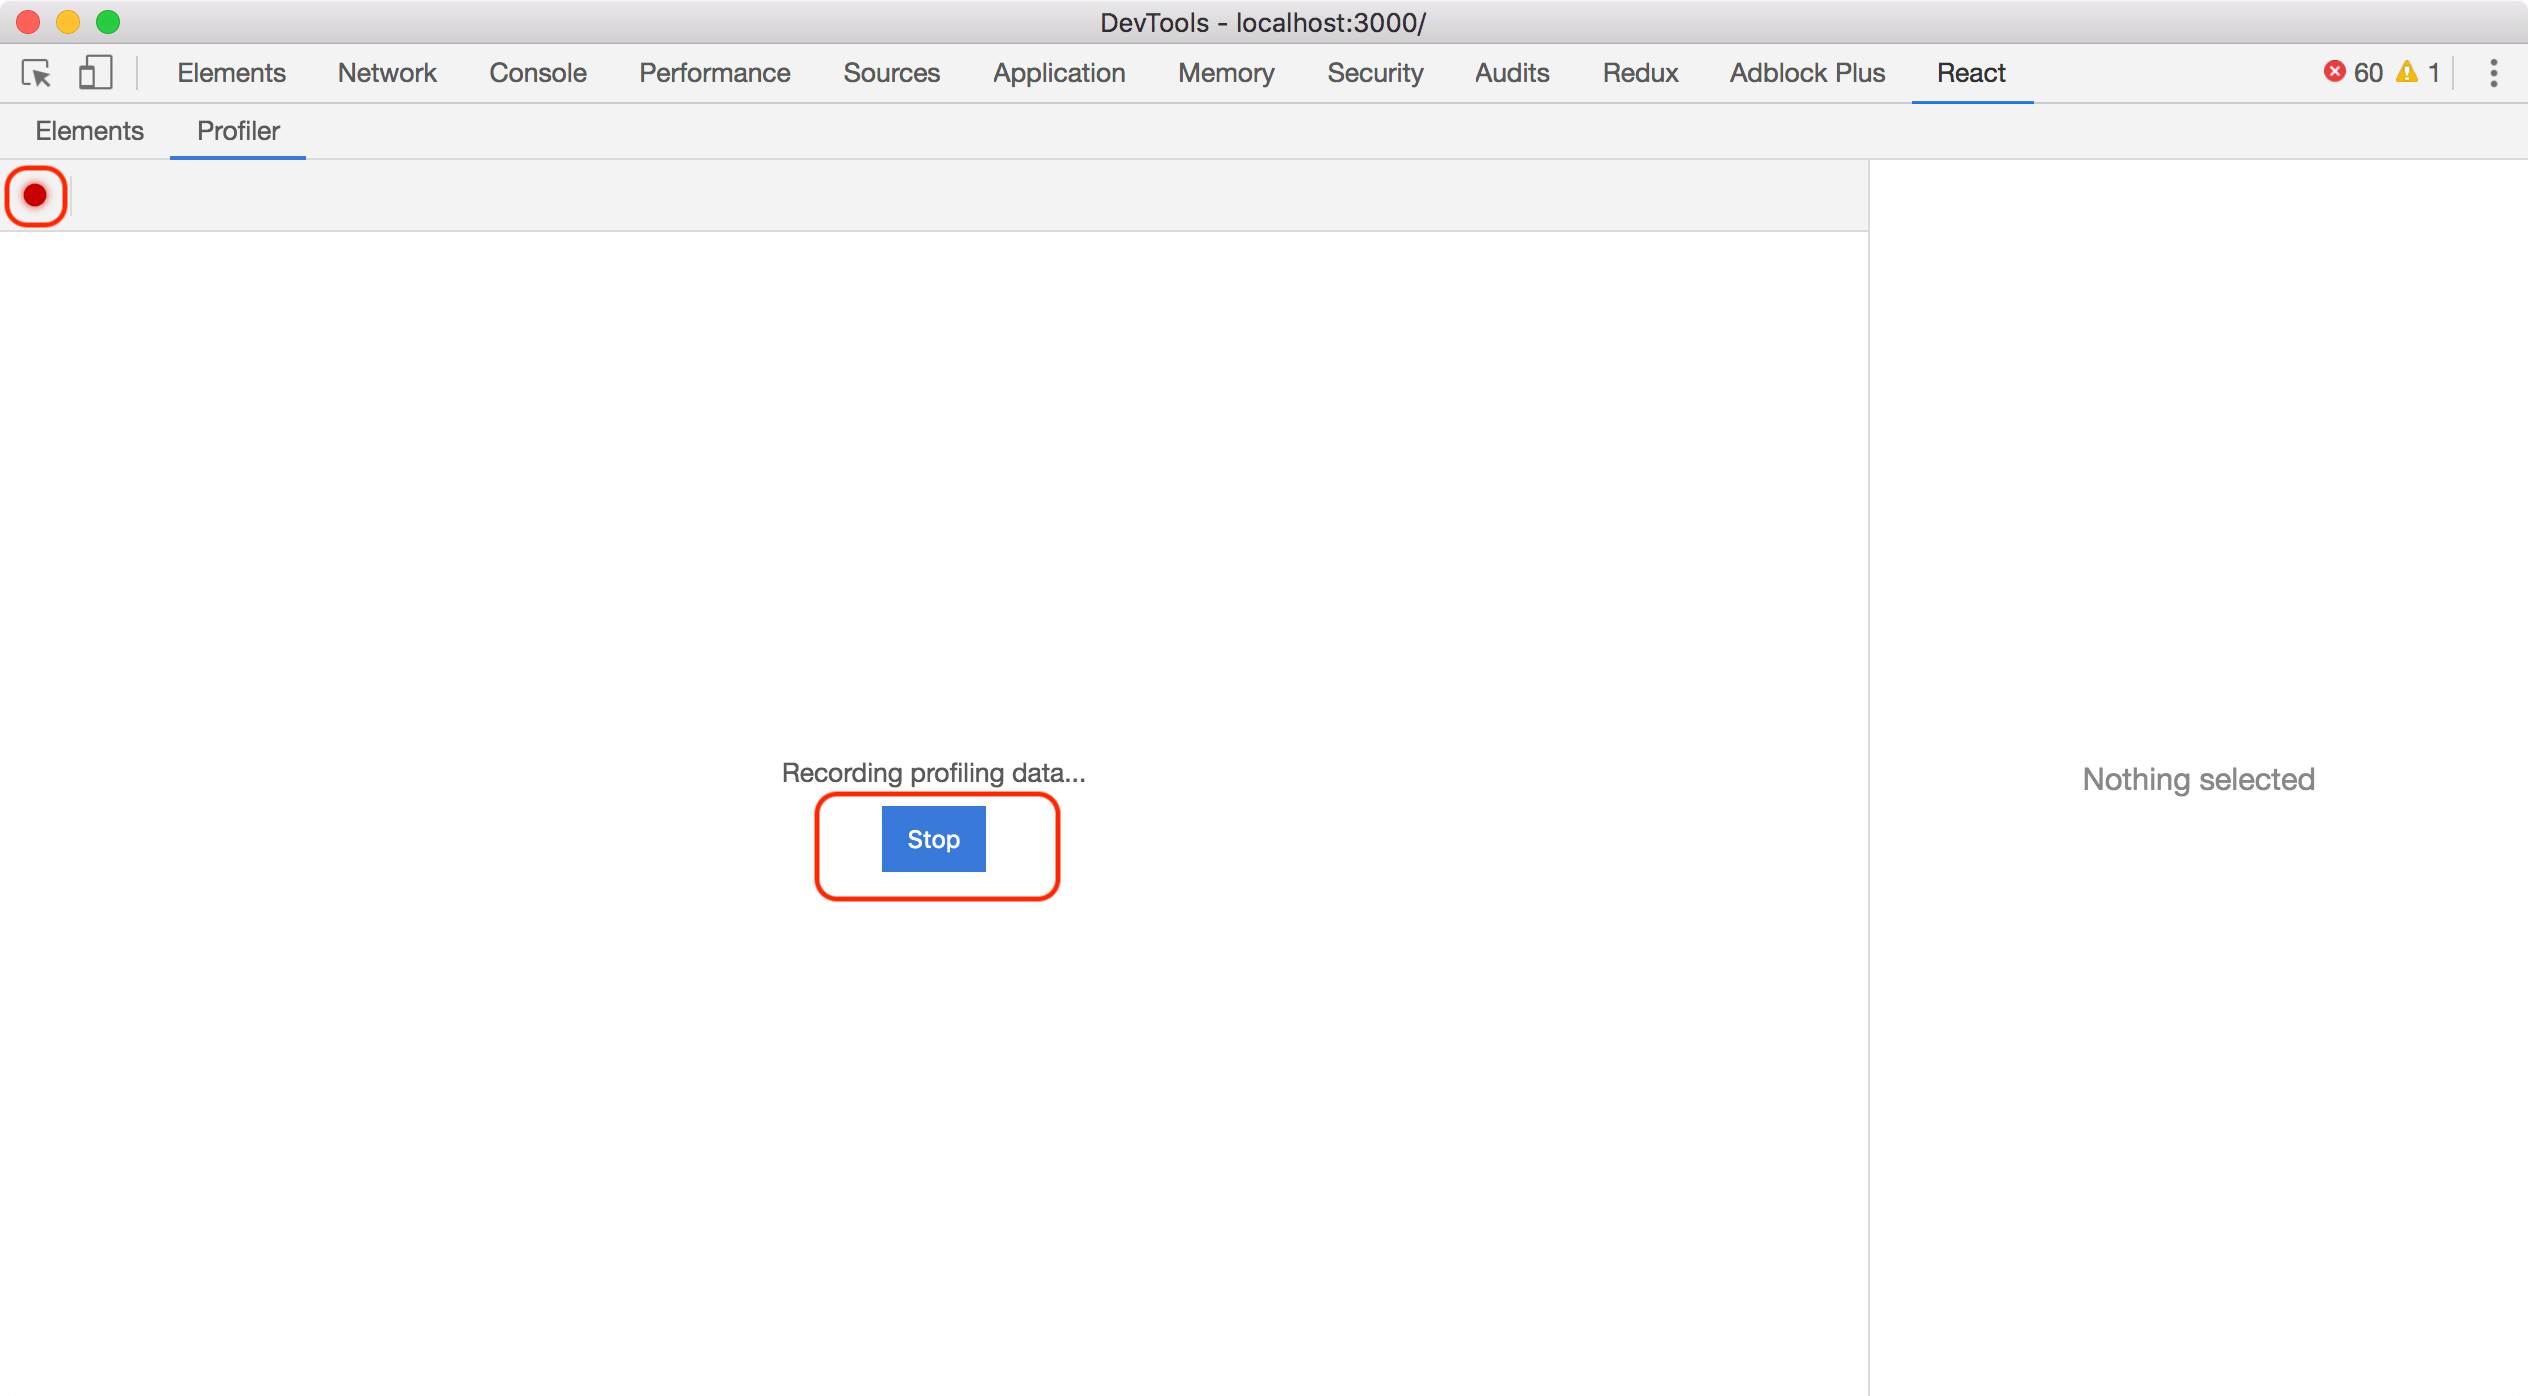 DevTools - localhost:3000/
Elements Network Console Performance Sources Application Memory Security Audits Redux Adblock Plus React 60 1
Elements Profiler
Recording profiling data...
Stop
Nothing selected